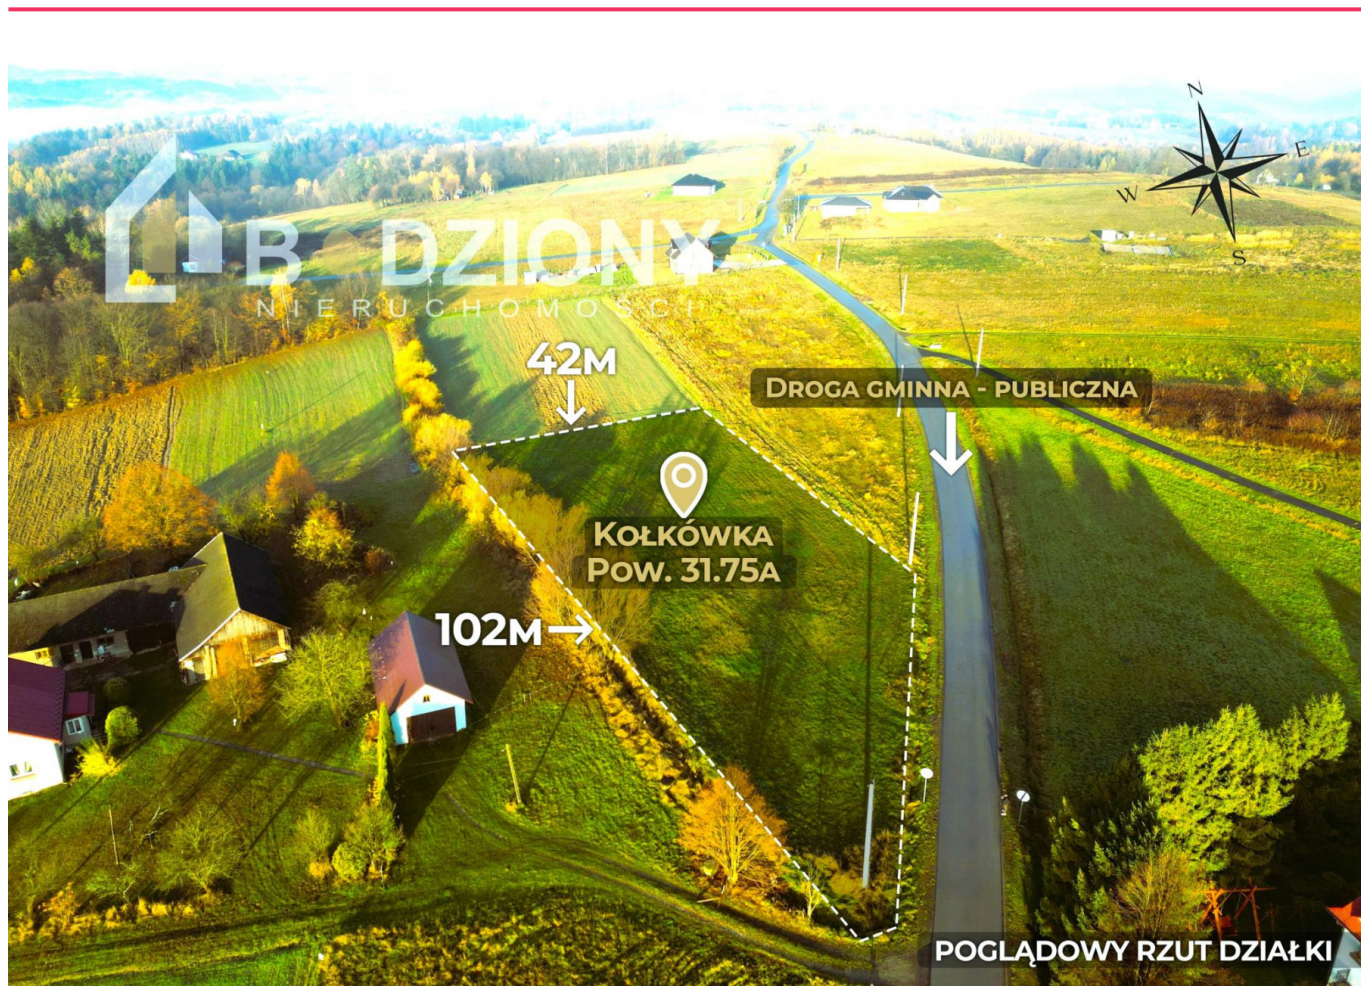 N
E
W
S
BODZIONY
NIERUCHOMOŚCI
42M
DROGA GMINNA - PUBLICZNA
KOŁKÓWKA
POW. 31.75A
102M
POGLĄDOWY RZUT DZIAŁKI